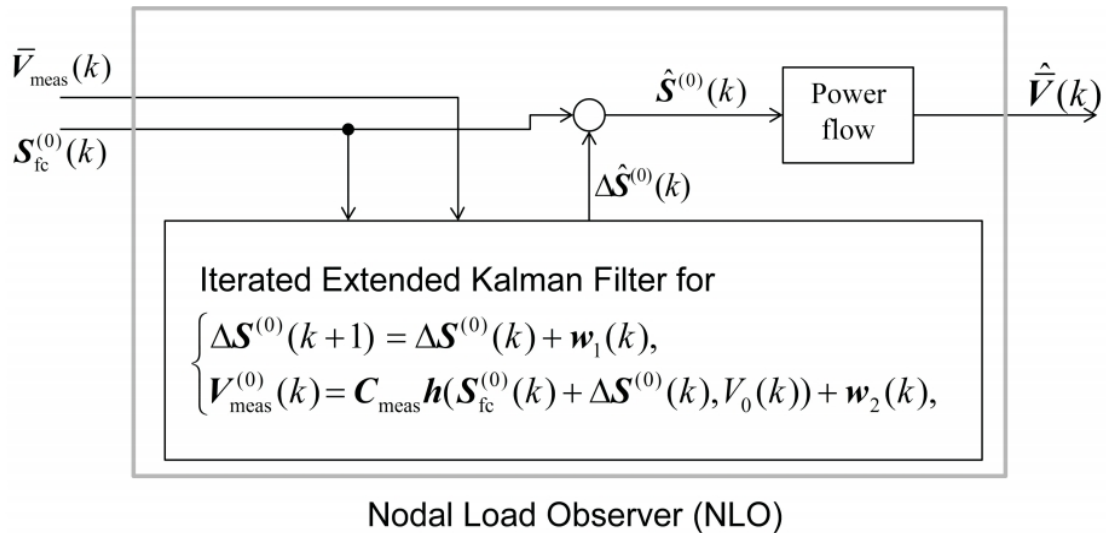 V̄_meas(k)
S_fc^(0)(k)
Ŝ^(0)(k)
Power
flow
V̄̂(k)
ΔŜ^(0)(k)
Iterated Extended Kalman Filter for
ΔS^(0)(k+1) = ΔS^(0)(k) + w_1(k),
V_meas^(0)(k) = C_meas h(S_fc^(0)(k) + ΔS^(0)(k), V_0(k)) + w_2(k),
Nodal Load Observer (NLO)